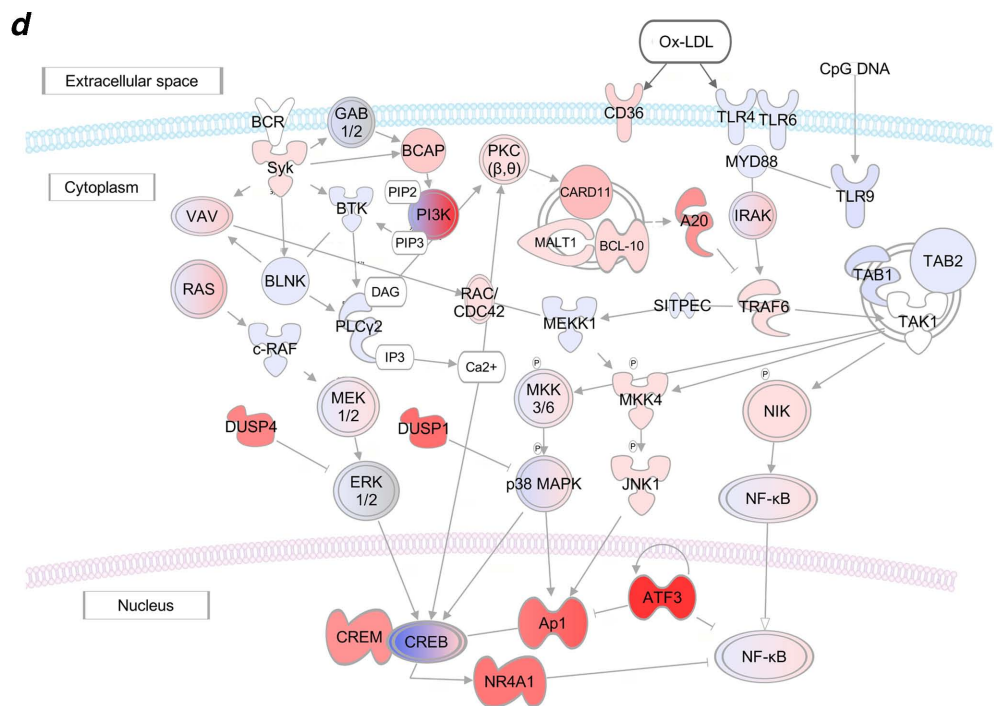 d
Ox-LDL
Extracellular space
CpG DNA
BCR
GAB
1/2
CD36
TLR4
TLR6
Syk
BCAP
PKC
(β,θ)
MYD88
Cytoplasm
PIP2
CARD11
TLR9
VAV
BTK
PI3K
A20
IRAK
PIP3
MALT1
BCL-10
TAB2
TAB1
BLNK
RAS
DAG
RAC/
CDC42
SITPEC
TRAF6
PLCγ2
MEKK1
TAK1
c-RAF
IP3
Ca2+
P
P
P
MKK
3/6
MKK4
MEK
1/2
NIK
DUSP4
DUSP1
P
P
ERK
1/2
p38 MAPK
JNK1
NF-κB
Nucleus
ATF3
CREM
CREB
Ap1
NF-κB
NR4A1